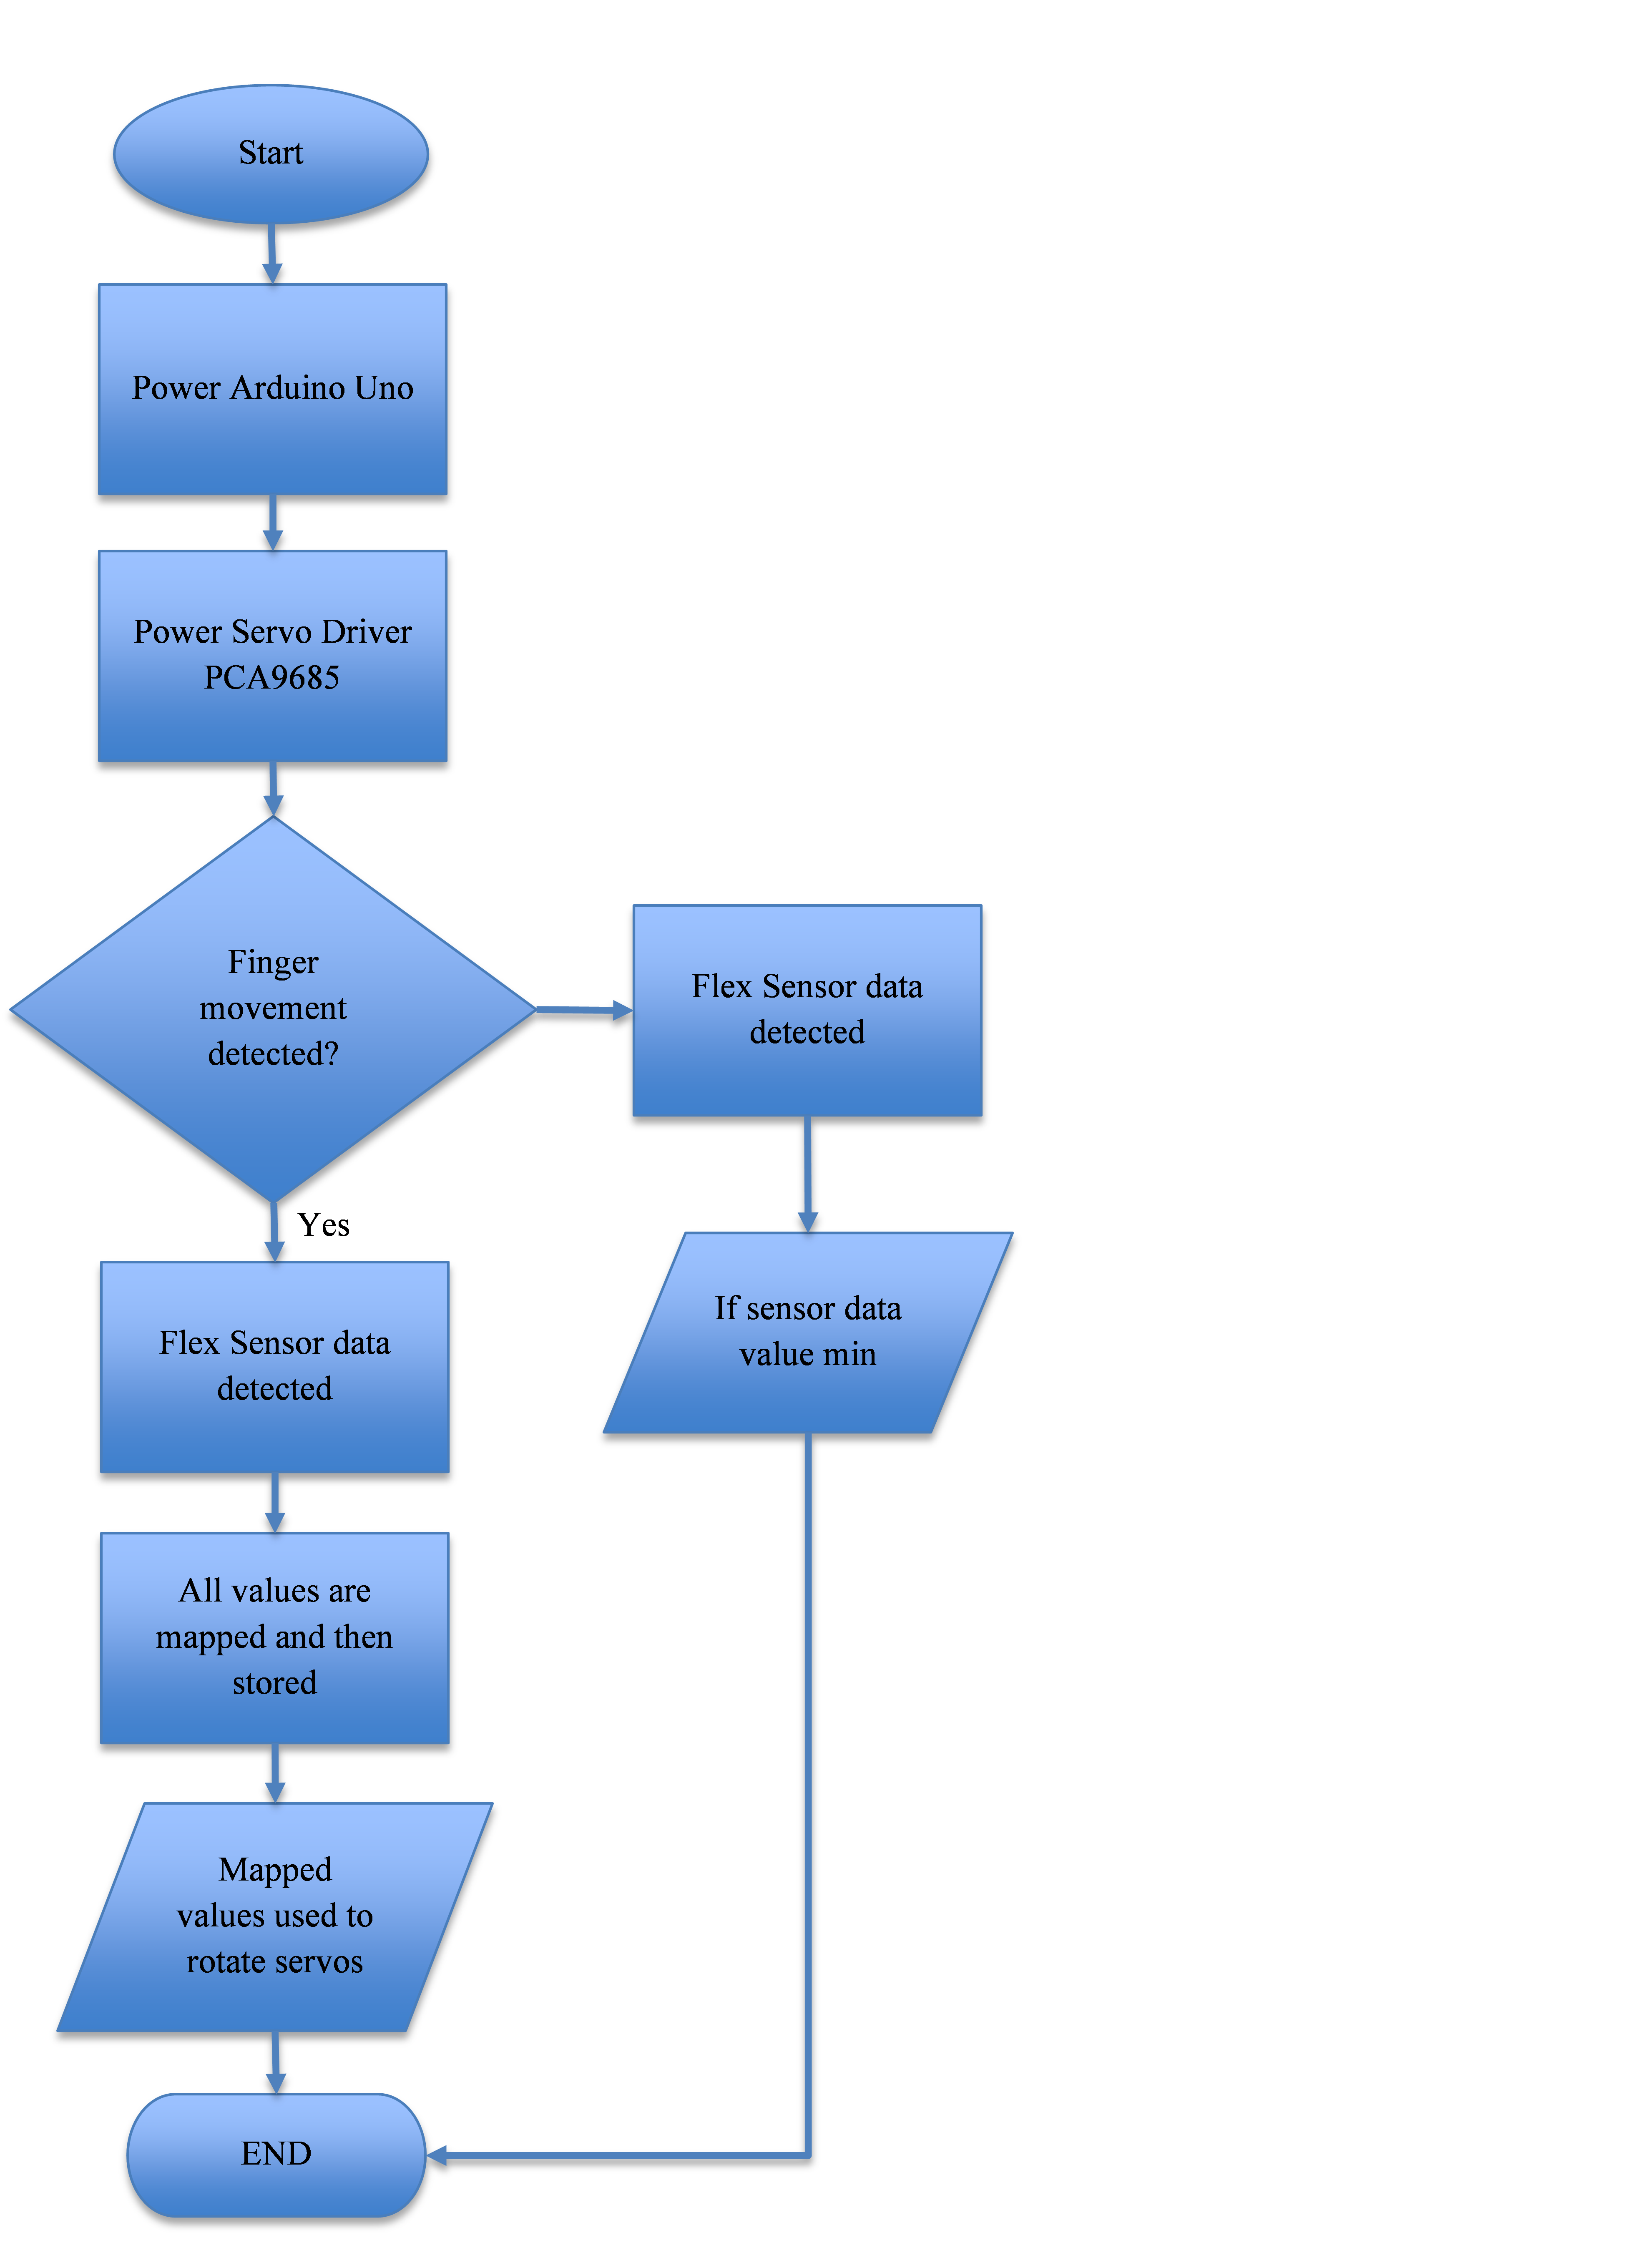 Start
Power Arduino Uno
Power Servo Driver
PCA9685
Finger
movement
detected?
Flex Sensor data
detected
Yes
If sensor data
value min
Flex Sensor data
detected
All values are
mapped and then
stored
Mapped
values used to
rotate servos
END